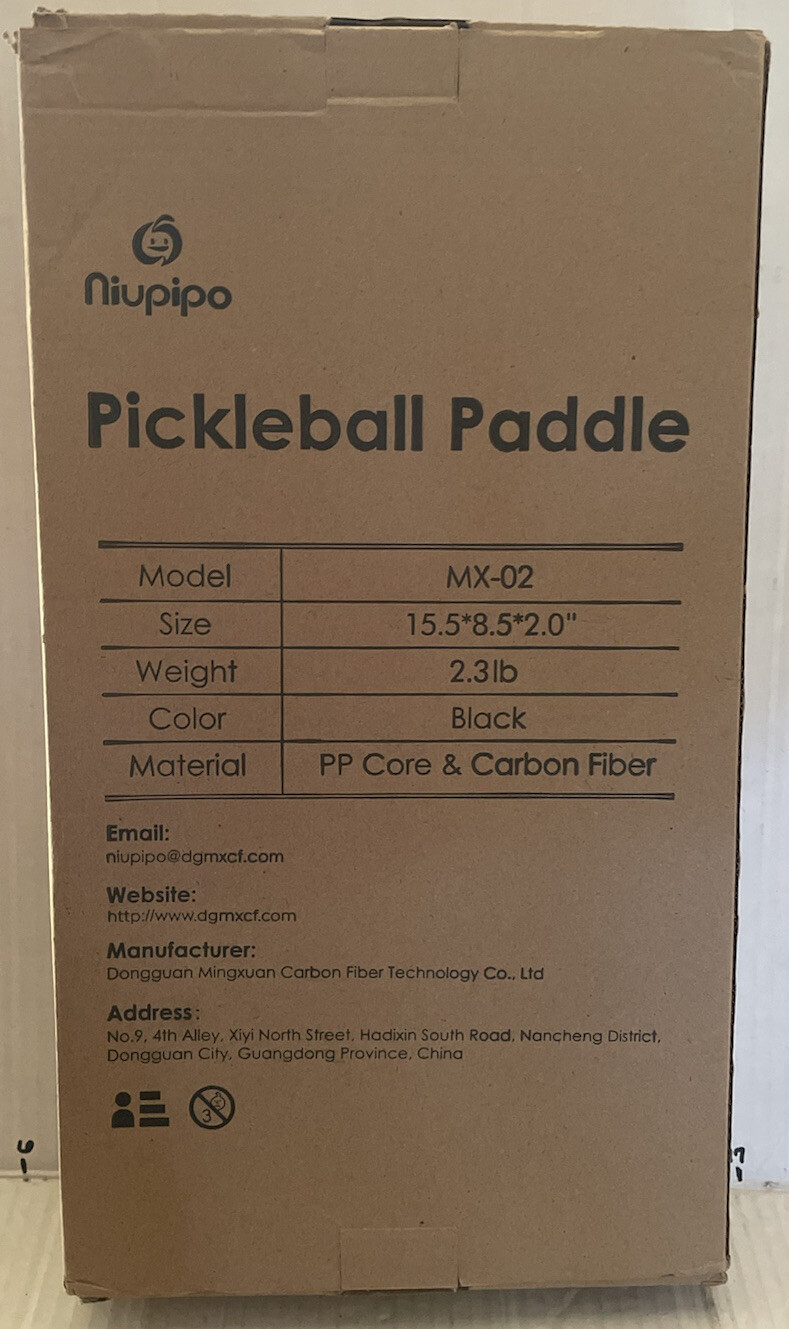 Niupipo
Pickleball Paddle
Model MX-02
Size 15.5*8.5*2.0"
Weight 2.3lb
Color Black
Material PP Core & Carbon Fiber
Email:
niupipo@dgmxcf.com
Website:
http://www.dgmxcf.com
Manufacturer:
Dongguan Mingxuan Carbon Fiber Technology Co., Ltd
Address:
No.9, 4th Alley, Xiyi North Street, Hadixin South Road, Nancheng District,
Dongguan City, Guangdong Province, China
3